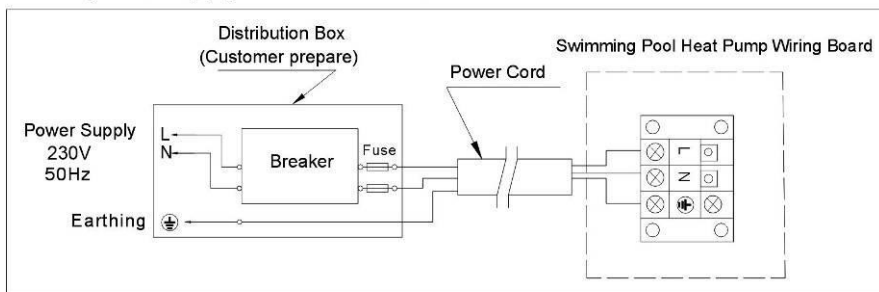 Distribution Box
(Customer prepare)
Swimming Pool Heat Pump Wiring Board
Power Cord
Power Supply
230V
50Hz
L
N
Breaker
Fuse
Earthing
L
N